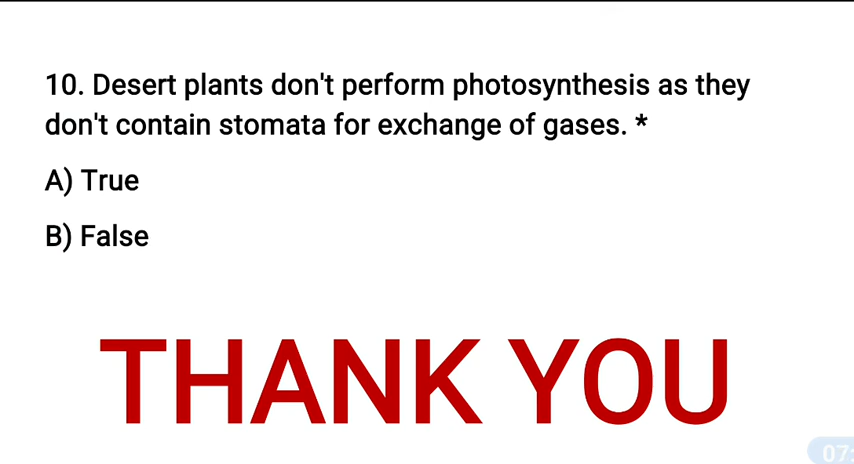 10. Desert plants don't perform photosynthesis as they
don't contain stomata for exchange of gases. *
A) True
B) False
THANK YOU
07: